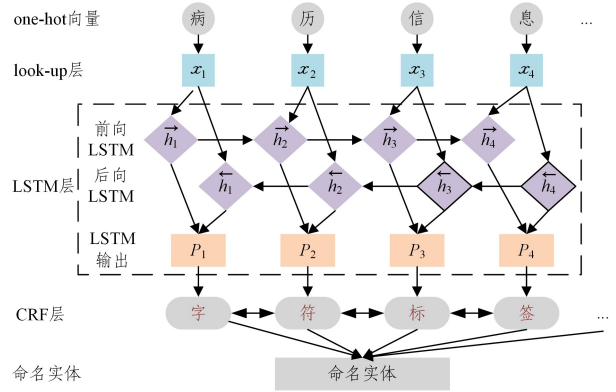 one-hot向量 病 历 信 息 ...
look-up层 x1 x2 x3 x4
前向 LSTM h1 h2 h3 h4
LSTM层
后向 LSTM h1 h2 h3 h4
LSTM 输出 P1 P2 P3 P4
CRF层 字 符 标 签 ...
命名实体 命名实体